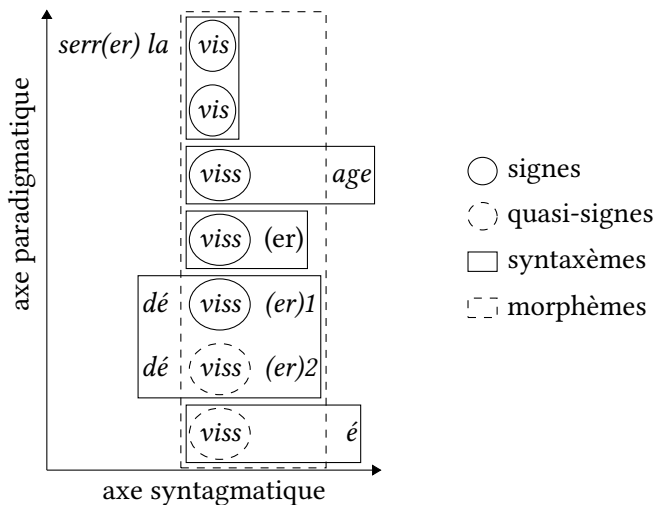 serr(er) la vis
vis
viss age
viss (er)
dé viss (er)1
dé viss (er)2
viss é
axe paradigmatique
axe syntagmatique
signes
quasi-signes
syntaxèmes
morphèmes